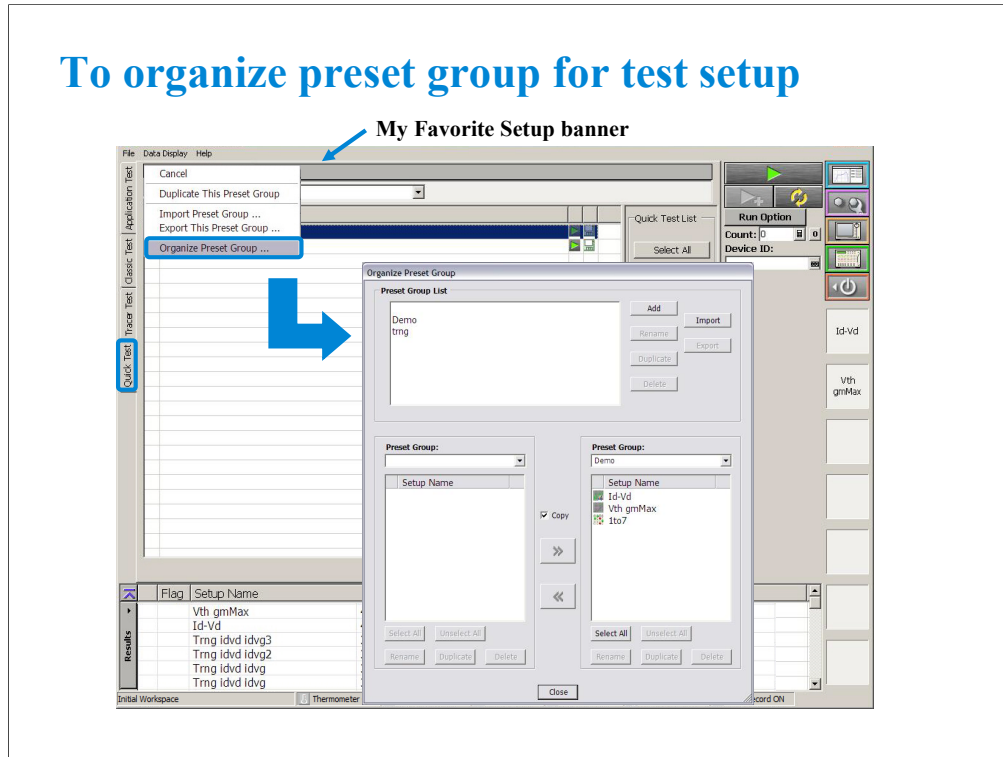 To organize preset group for test setup
My Favorite Setup banner
File Data Display Help
Cancel
Duplicate This Preset Group
Import Preset Group ...
Export This Preset Group ...
Organize Preset Group ...
Application Test
Classic Test
Tracer Test
Quick Test
Quick Test List
Select All
Run Option
Count: 0
0
Device ID:
Id-Vd
Vth
gmMax
Organize Preset Group
Preset Group List
Demo
trng
Add
Rename
Duplicate
Delete
Import
Export
Preset Group:
Setup Name
Select All Unselect All
Rename Duplicate Delete
Copy
>>
<<
Preset Group:
Demo
Setup Name
Id-Vd
Vth gmMax
1to7
Select All Unselect All
Rename Duplicate Delete
Close
Results
Flag Setup Name
Vth gmMax
Id-Vd
Trng idvd idvg3
Trng idvd idvg2
Trng idvd idvg
Trng idvd idvg
Initial Workspace
Thermometer
ON